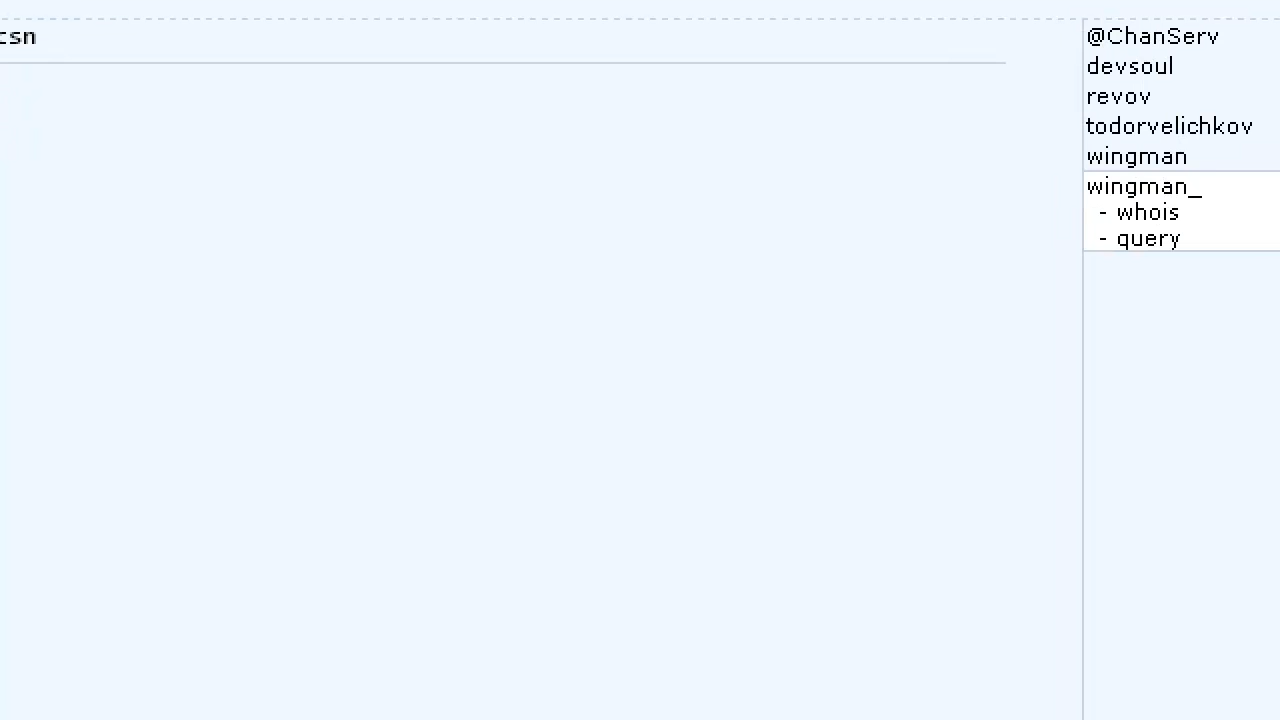 csn
@ChanServ
devsoul
revov
todorvelichkov
wingman
wingman_
- whois
- query